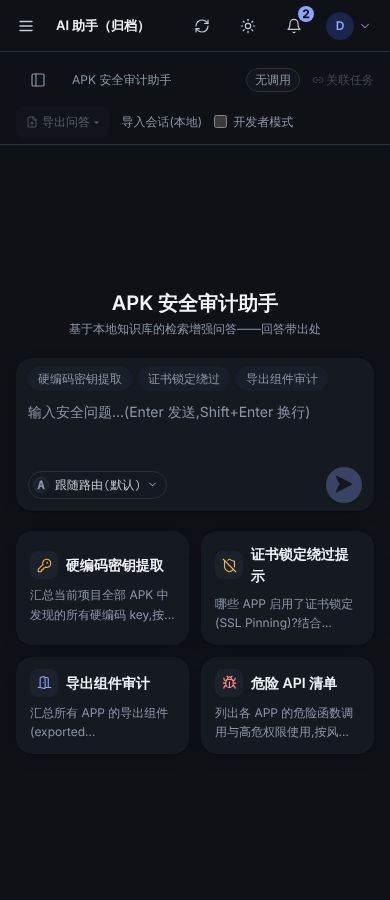 AI 助手（归档）
2
D
APK 安全审计助手
无调用
关联任务
导出问答
导入会话(本地)
开发者模式
APK 安全审计助手
基于本地知识库的检索增强问答——回答带出处
硬编码密钥提取
证书锁定绕过
导出组件审计
输入安全问题...(Enter 发送,Shift+Enter 换行)
A
跟随路由(默认)
硬编码密钥提取
汇总当前项目全部 APK 中
发现的所有硬编码 key,按...
证书锁定绕过提
示
哪些 APP 启用了证书锁定
(SSL Pinning)?结合...
导出组件审计
汇总所有 APP 的导出组件
(exported...
危险 API 清单
列出各 APP 的危险函数调
用与高危权限使用,按风...